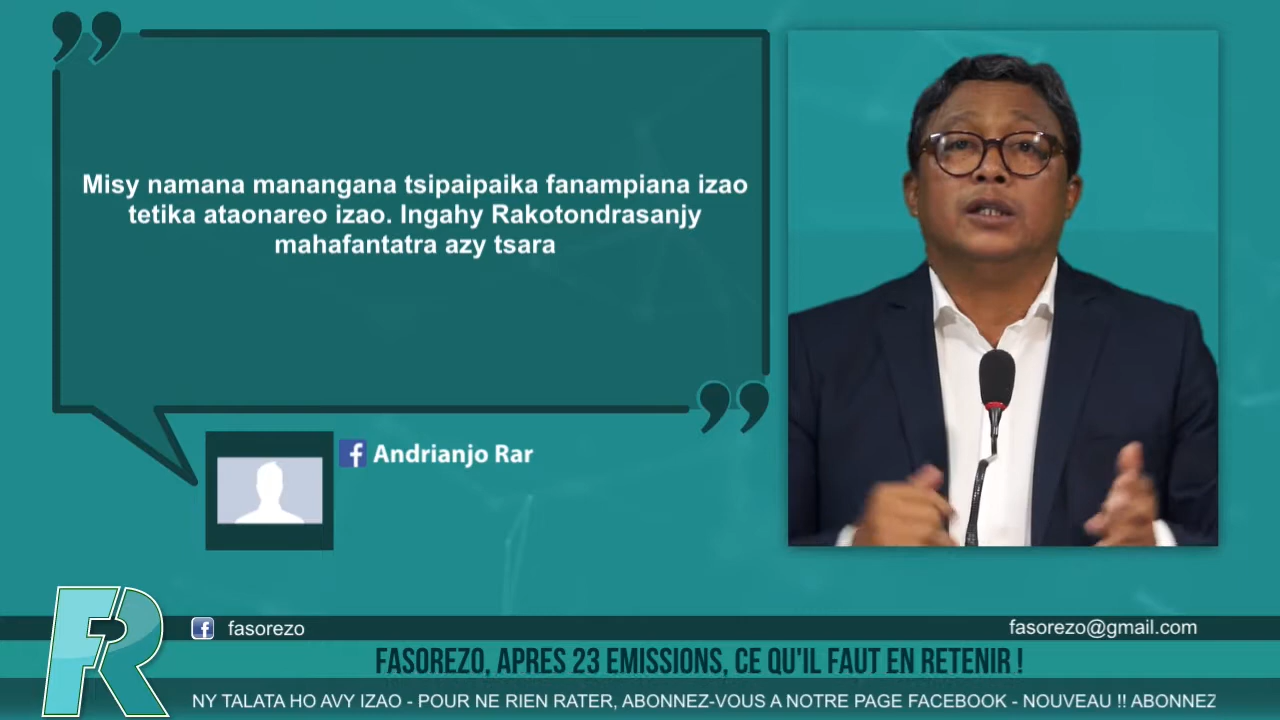 Misy namana manangana tsipaipaika fanampiana izao
tetika ataonareo izao. Ingahy Rakotondrasanjy
mahafantatra azy tsara
Andrianjo Rar
FR
fasorezo
fasorezo@gmail.com
FASOREZO, APRES 23 EMISSIONS, CE QU'IL FAUT EN RETENIR !
NY TALATA HO AVY IZAO - POUR NE RIEN RATER, ABONNEZ-VOUS A NOTRE PAGE FACEBOOK - NOUVEAU !! ABONNEZ